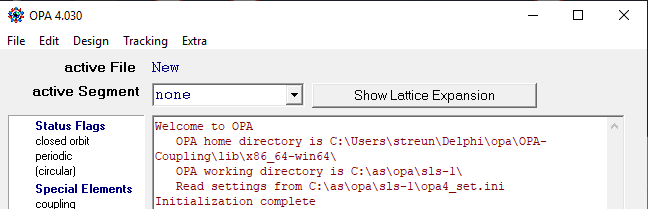 OPA 4.030
File Edit Design Tracking Extra
active File New
active Segment none Show Lattice Expansion
Status Flags
closed orbit
periodic
(circular)
Special Elements
coupling
Welcome to OPA
OPA home directory is C:\Users\streun\Delphi\opa\OPA-
Coupling\lib\x86_64-win64\
OPA working directory is C:\as\opa\sls-1\
Read settings from C:\as\opa\sls-1\opa4_set.ini
Initialization complete